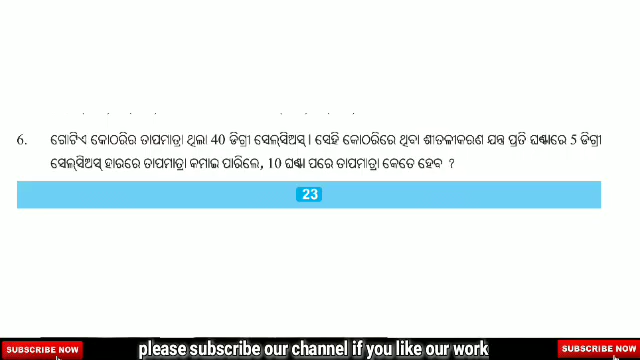 6. ଗୋଟିଏ କୋଠରିର ତାପମାତ୍ରା ଥିଲା 40 ଡିଗ୍ରୀ ସେଲ୍‌ସିଅସ୍ । ସେହି କୋଠରିରେ ଥିବା ଶୀତଳୀକରଣ ଯନ୍ତ୍ର ପ୍ରତି ଘଣ୍ଟାରେ 5 ଡିଗ୍ରୀ
ସେଲ୍‌ସିଅସ୍ ହାରରେ ତାପମାତ୍ରା କମାଇ ପାରିଲେ, 10 ଘଣ୍ଟା ପରେ ତାପମାତ୍ରା କେତେ ହେବ ?
23
SUBSCRIBE NOW please subscribe our channel if you like our work SUBSCRIBE NOW